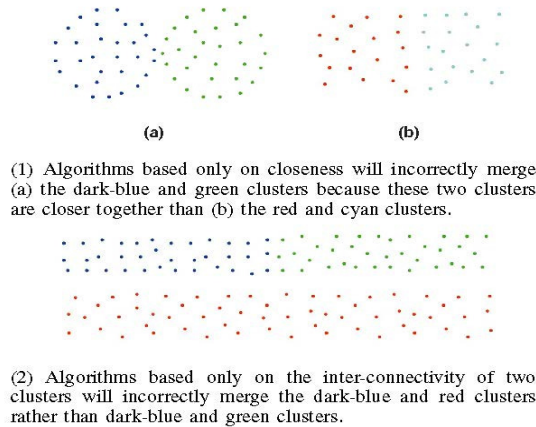 (a) (b)
(1) Algorithms based only on closeness will incorrectly merge
(a) the dark-blue and green clusters because these two clusters
are closer together than (b) the red and cyan clusters.
(2) Algorithms based only on the inter-connectivity of two
clusters will incorrectly merge the dark-blue and red clusters
rather than dark-blue and green clusters.